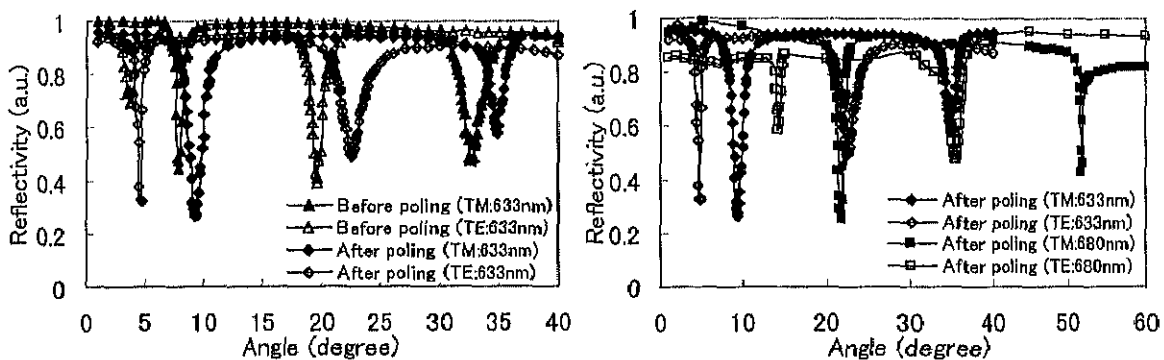 Reflectivity (a.u.)
1
0.8
0.6
0.4
0.2
0
Before poling (TM:633nm)
Before poling (TE:633nm)
After poling (TM:633nm)
After poling (TE:633nm)
0 5 10 15 20 25 30 35 40
Angle (degree)
Reflectivity (a.u.)
1
0.8
0.6
0.4
0.2
0
After poling (TM:633nm)
After poling (TE:633nm)
After poling (TM:680nm)
After poling (TE:680nm)
0 10 20 30 40 50 60
Angle (degree)